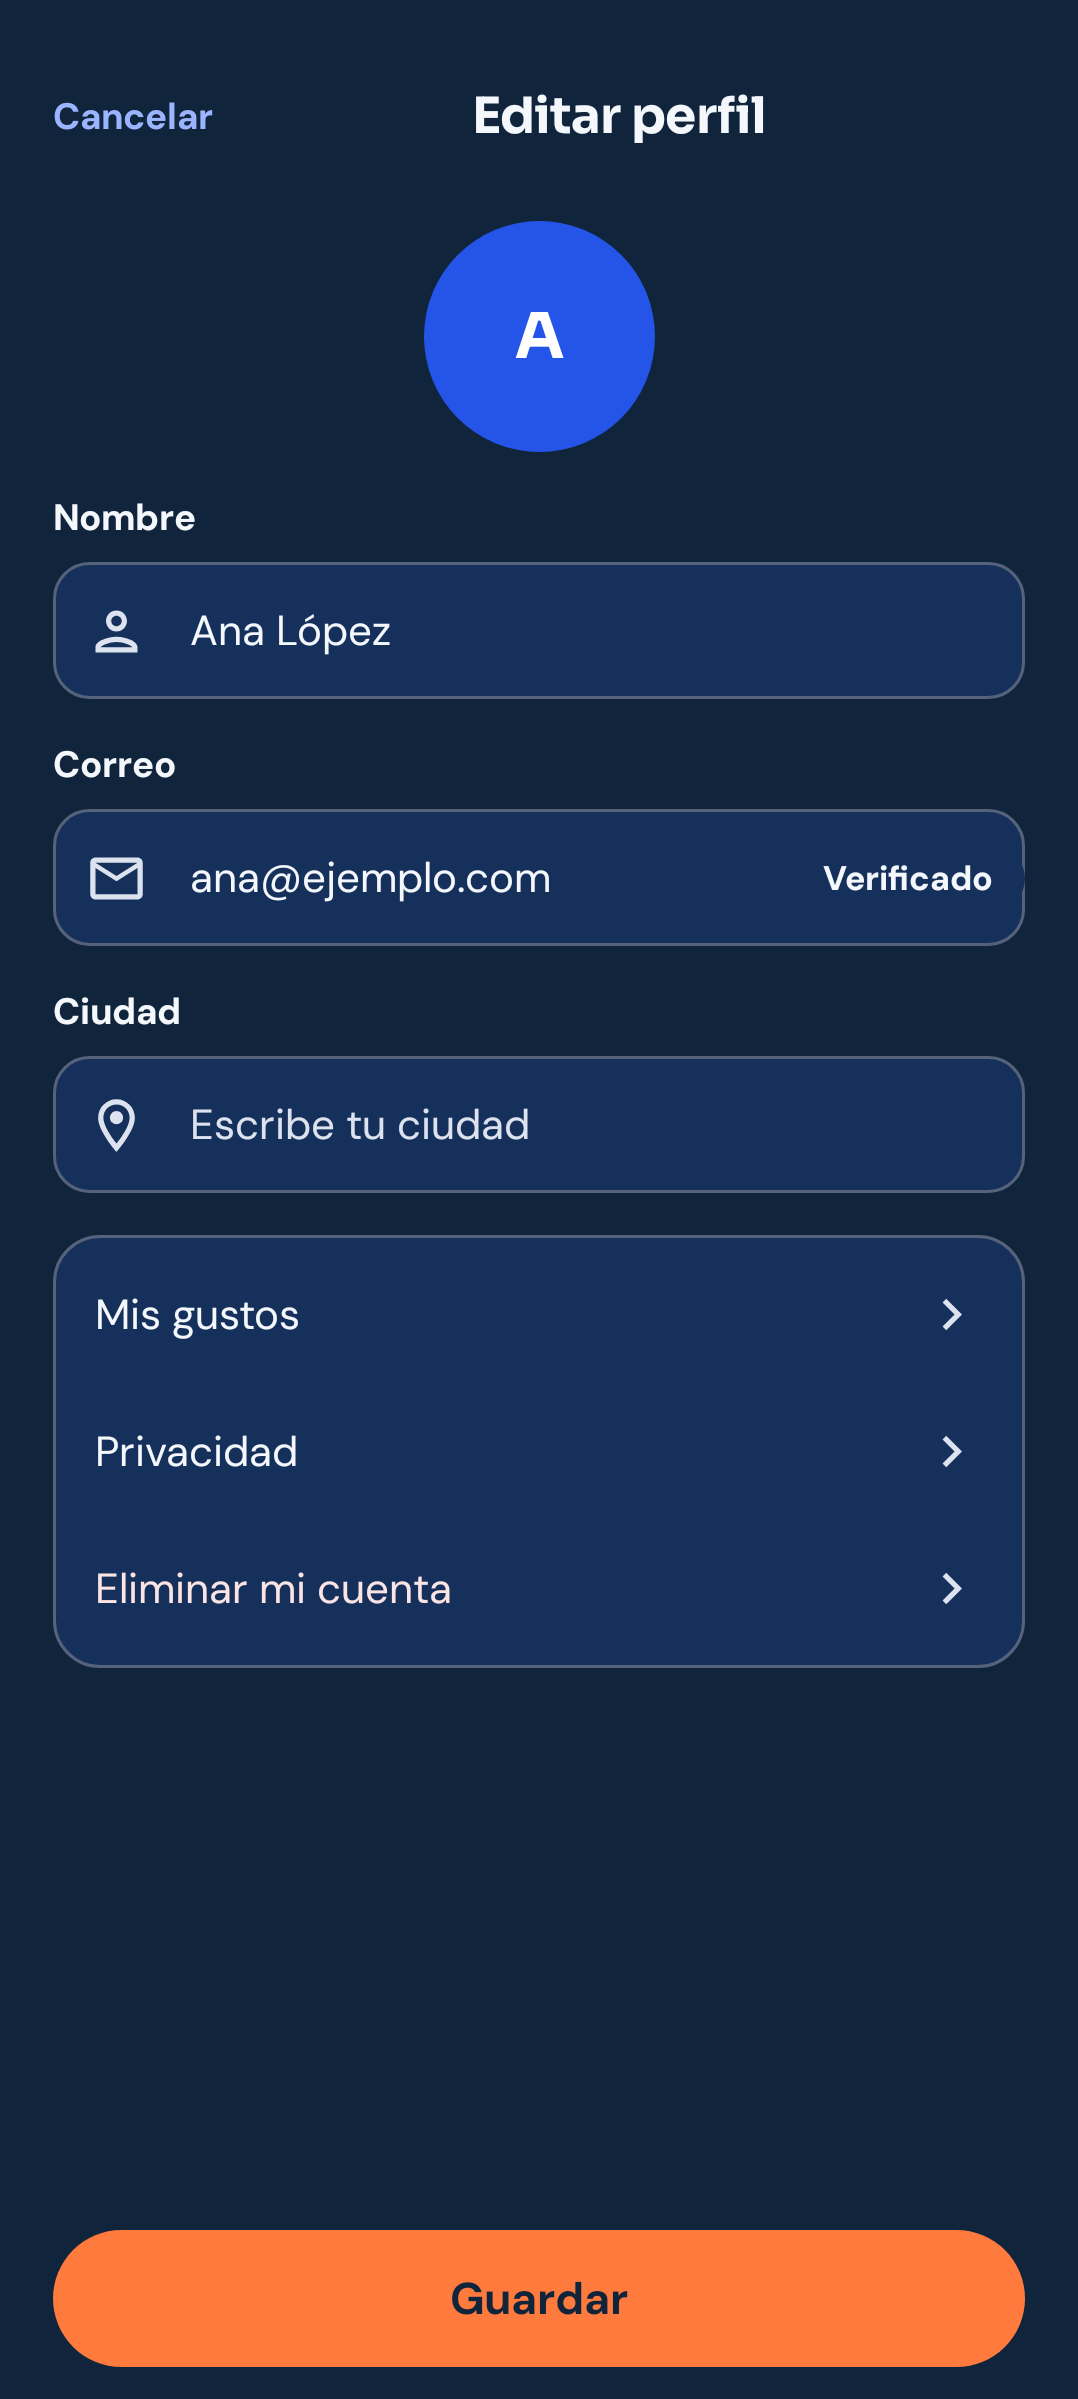 Cancelar
Editar perfil
A
Nombre
Ana López
Correo
ana@ejemplo.com
Verificado
Ciudad
Escribe tu ciudad
Mis gustos
Privacidad
Eliminar mi cuenta
Guardar